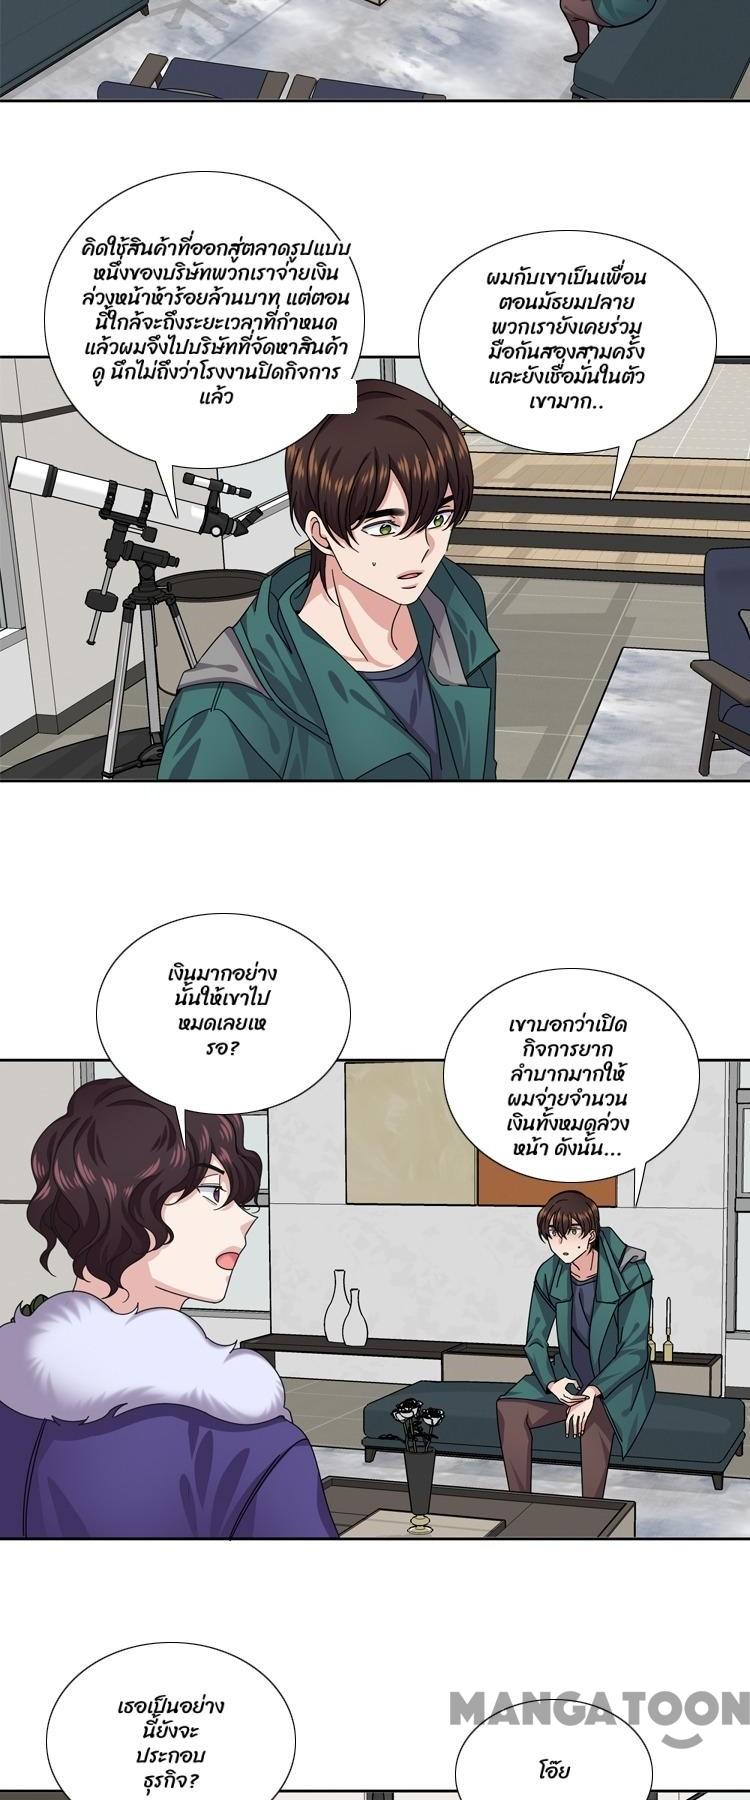 คิดใช้สินค้าที่ออกสู่ตลาดรูปแบบ
หนึ่งของบริษัทพวกเราจ่ายเงิน
ล่วงหน้าห้าร้อยล้านบาท แต่ตอน
นี้ใกล้จะถึงระยะเวลาที่กำหนด
แล้วผมจึงไปบริษัทที่จัดหาสินค้า
ดู นึกไม่ถึงว่าโรงงานปิดกิจการ
แล้ว
ผมกับเขาเป็นเพื่อน
ตอนมัธยมปลาย
พวกเรายังเคยร่วม
มือกันสองสามครั้ง
และยังเชื่อมั่นในตัว
เขามาก..
เงินมากอย่าง
นั้นให้เขาไป
หมดเลยเห
รอ?
เขาบอกว่าเปิด
กิจการยาก
ลำบากมากให้
ผมจ่ายจำนวน
เงินทั้งหมดล่วง
หน้า ดังนั้น...
เธอเป็นอย่าง
นี้ยังจะ
ประกอบ
ธุรกิจ?
MANGATOON
โอ๊ย